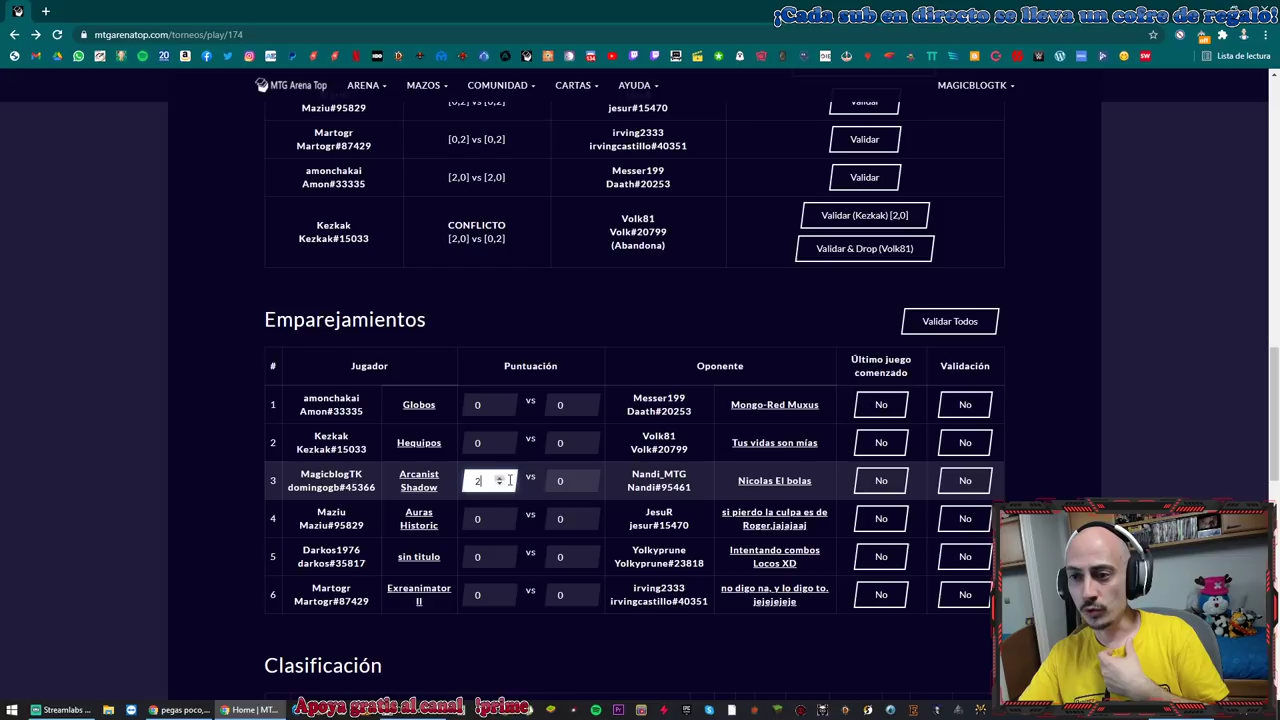 ¡Cada sub en directo se lleva un cofre de regalo!
mtgarenatop.com/torneos/play/174
Lista de lectura
MTG Arena Top
ARENA
MAZOS
COMUNIDAD
CARTAS
AYUDA
MAGICBLOGTK
[0,2] vs [0,2]
Validar
Maziu#95829
jesur#15470
Martogr
Martogr#87429
[0,2] vs [0,2]
irving2333
irvingcastillo#40351
Validar
amonchakai
Amon#33335
[2,0] vs [2,0]
Messer199
Daath#20253
Validar
Kezkak
Kezkak#15033
CONFLICTO
[2,0] vs [0,2]
Volk81
Volk#20799
(Abandona)
Validar (Kezkak) [2,0]
Validar & Drop (Volk81)
Emparejamientos
Validar Todos
#
Jugador
Puntuación
Oponente
Último juego
comenzado
Validación
1
amonchakai
Amon#33335
Globos
0
vs
0
Messer199
Daath#20253
Mongo-Red Muxus
No
No
2
Kezkak
Kezkak#15033
Hequipos
0
vs
0
Volk81
Volk#20799
Tus vidas son mías
No
No
3
MagicblogTK
domingogb#45366
Arcanist
Shadow
2
vs
0
Nandi_MTG
Nandi#95461
Nicolas El bolas
No
No
4
Maziu
Maziu#95829
Auras
Historic
0
vs
0
JesuR
jesur#15470
si pierdo la culpa es de
Roger,jajajaaj
No
No
5
Darkos1976
darkos#35817
sin titulo
0
vs
0
Yolkyprune
Yolkyprune#23818
Intentando combos
Locos XD
No
No
6
Martogr
Martogr#87429
Exreanimator
II
0
vs
0
irving2333
irvingcastillo#40351
no digo na, y lo digo to.
jejejejeje
No
No
Clasificación
Streamlabs
pegas poco,
Home | MT
Apoya gratis al canal ¡prime